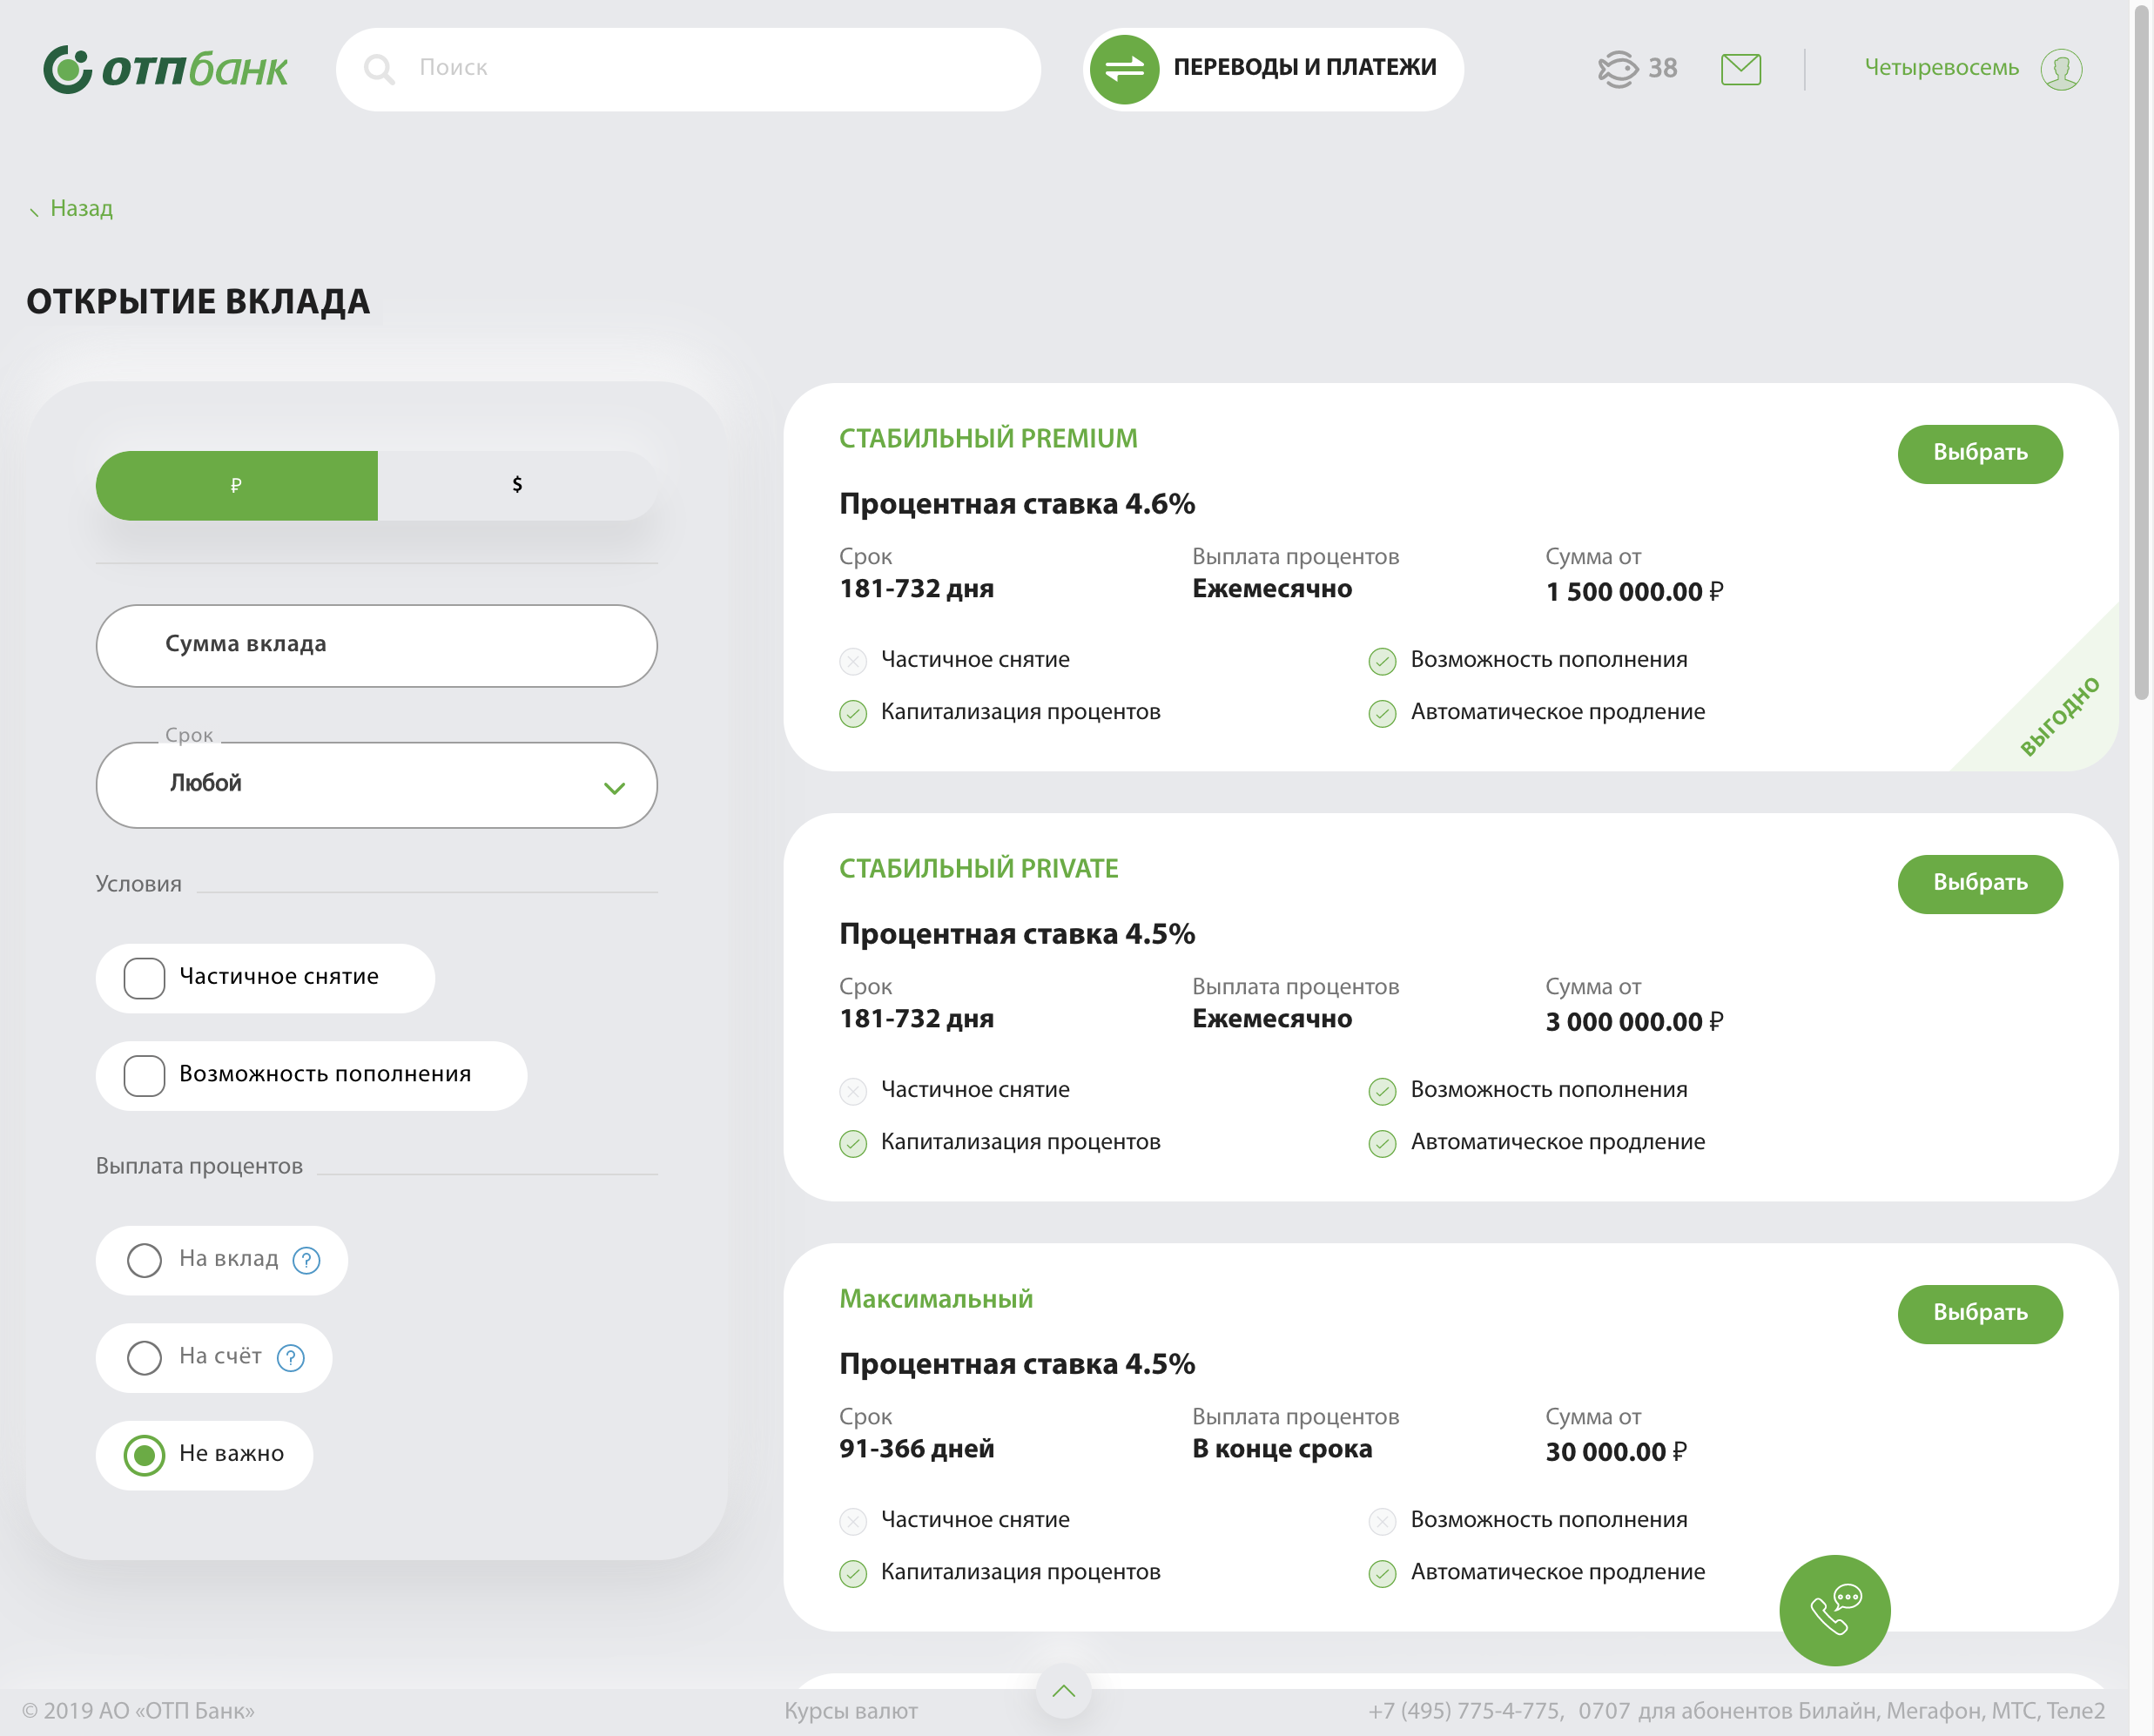 отпбанк
Поиск
ПЕРЕВОДЫ И ПЛАТЕЖИ
38
Четыревосемь
Назад
ОТКРЫТИЕ ВКЛАДА
₽ $
Сумма вклада
Срок
Любой
Условия
Частичное снятие
Возможность пополнения
Выплата процентов
На вклад ?
На счёт ?
Не важно
СТАБИЛЬНЫЙ PREMIUM
Выбрать
Процентная ставка 4.6%
Срок Выплата процентов Сумма от
181-732 дня Ежемесячно 1 500 000.00 ₽
Частичное снятие Возможность пополнения
Капитализация процентов Автоматическое продление
ВЫГОДНО
СТАБИЛЬНЫЙ PRIVATE
Выбрать
Процентная ставка 4.5%
Срок Выплата процентов Сумма от
181-732 дня Ежемесячно 3 000 000.00 ₽
Частичное снятие Возможность пополнения
Капитализация процентов Автоматическое продление
Максимальный
Выбрать
Процентная ставка 4.5%
Срок Выплата процентов Сумма от
91-366 дней В конце срока 30 000.00 ₽
Частичное снятие Возможность пополнения
Капитализация процентов Автоматическое продление
© 2019 АО «ОТП Банк»
Курсы валют
+7 (495) 775-4-775, 0707 для абонентов Билайн, Мегафон, МТС, Теле2